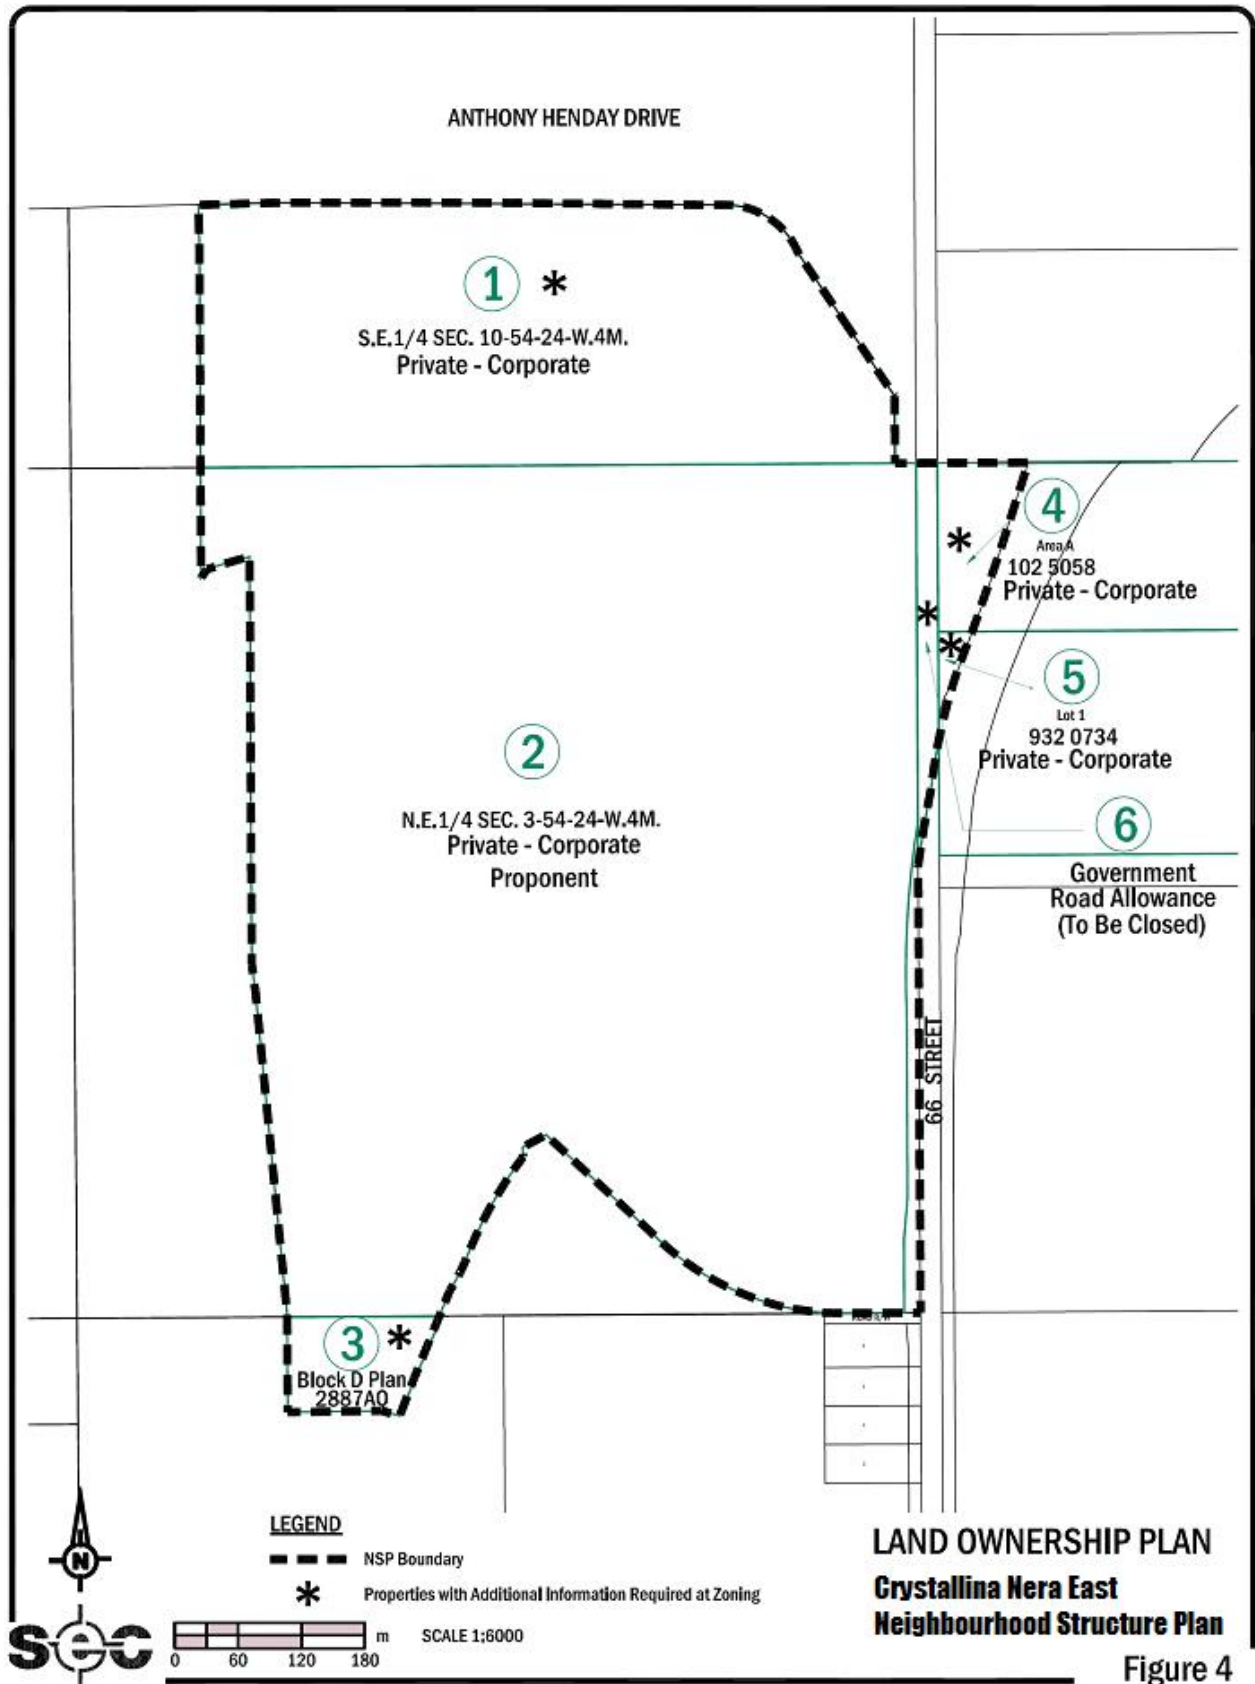 ANTHONY HENDAY DRIVE
1 *
S.E.1/4 SEC. 10-54-24-W.4M.
Private - Corporate
4
*
Area A
102 5058
Private - Corporate
*
*
5
Lot 1
932 0734
Private - Corporate
2
N.E.1/4 SEC. 3-54-24-W.4M.
Private - Corporate
Proponent
6
Government
Road Allowance
(To Be Closed)
66 STREET
3 *
Block D Plan
2887AQ
LEGEND
NSP Boundary
* Properties with Additional Information Required at Zoning
N
sec
m SCALE 1:6000
0 60 120 180
LAND OWNERSHIP PLAN
Crystallina Nera East
Neighbourhood Structure Plan
Figure 4